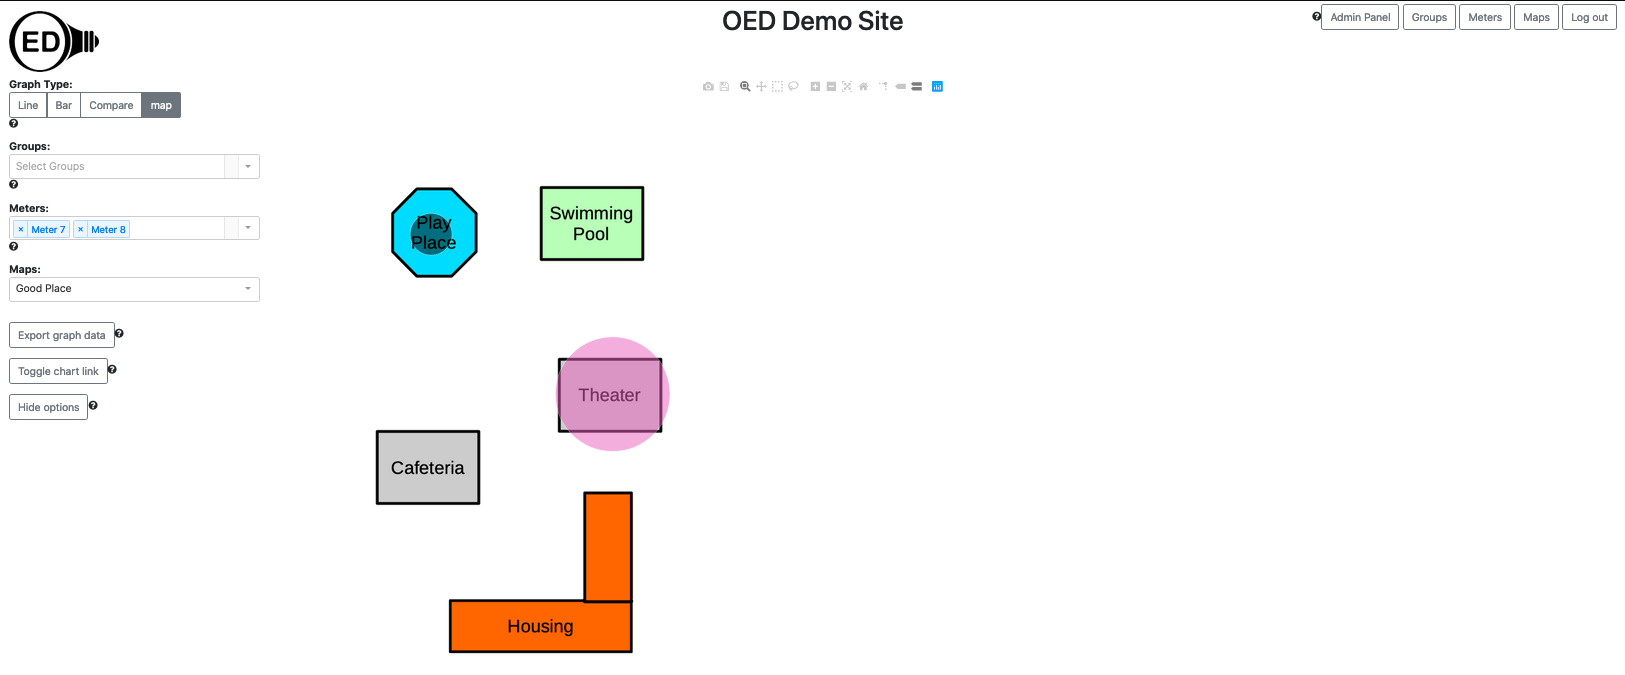 OED Demo Site
Admin Panel
Groups
Meters
Maps
Log out
ED
Graph Type:
Line
Bar
Compare
map
Groups:
Select Groups
Meters:
× Meter 7
× Meter 8
Maps:
Good Place
Export graph data
Toggle chart link
Hide options
Play
Place
Swimming
Pool
Theater
Cafeteria
Housing